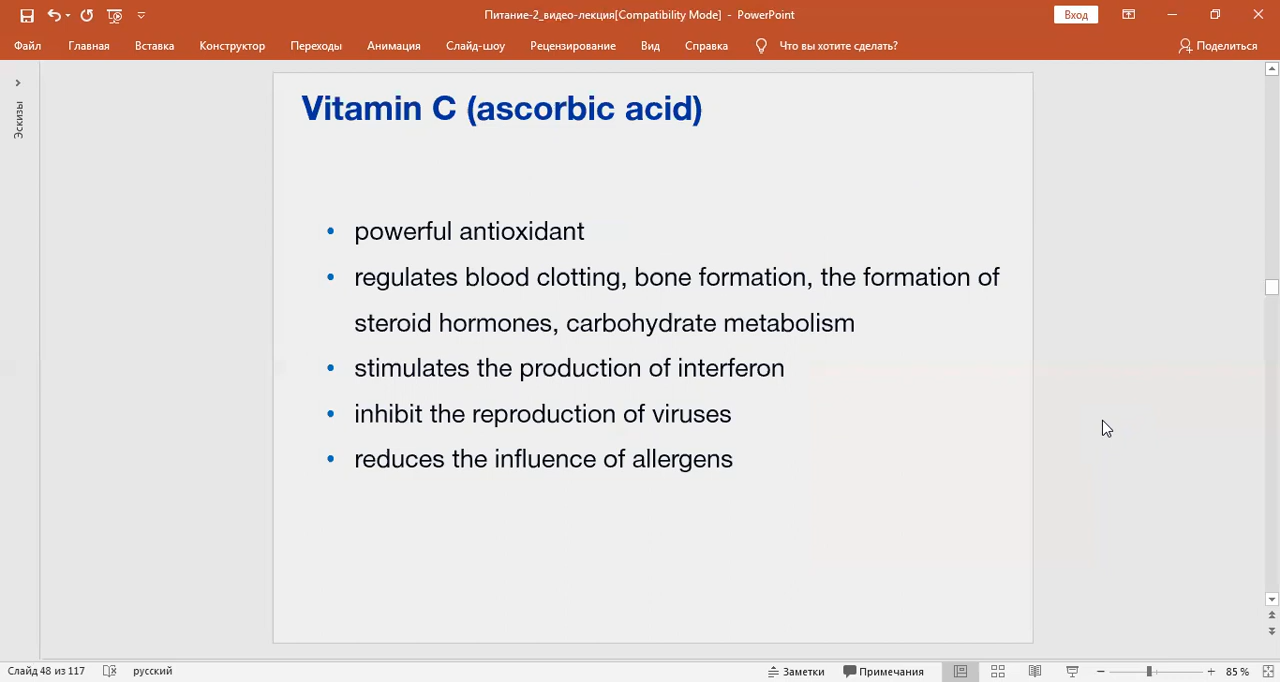 Питание-2_видео-лекция[Compatibility Mode] - PowerPoint
Вход
Файл Главная Вставка Конструктор Переходы Анимация Слайд-шоу Рецензирование Вид Справка Что вы хотите сделать? Поделиться
Эскизы
Vitamin C (ascorbic acid)
• powerful antioxidant
• regulates blood clotting, bone formation, the formation of
steroid hormones, carbohydrate metabolism
• stimulates the production of interferon
• inhibit the reproduction of viruses
• reduces the influence of allergens
Слайд 48 из 117 русский Заметки Примечания 85 %